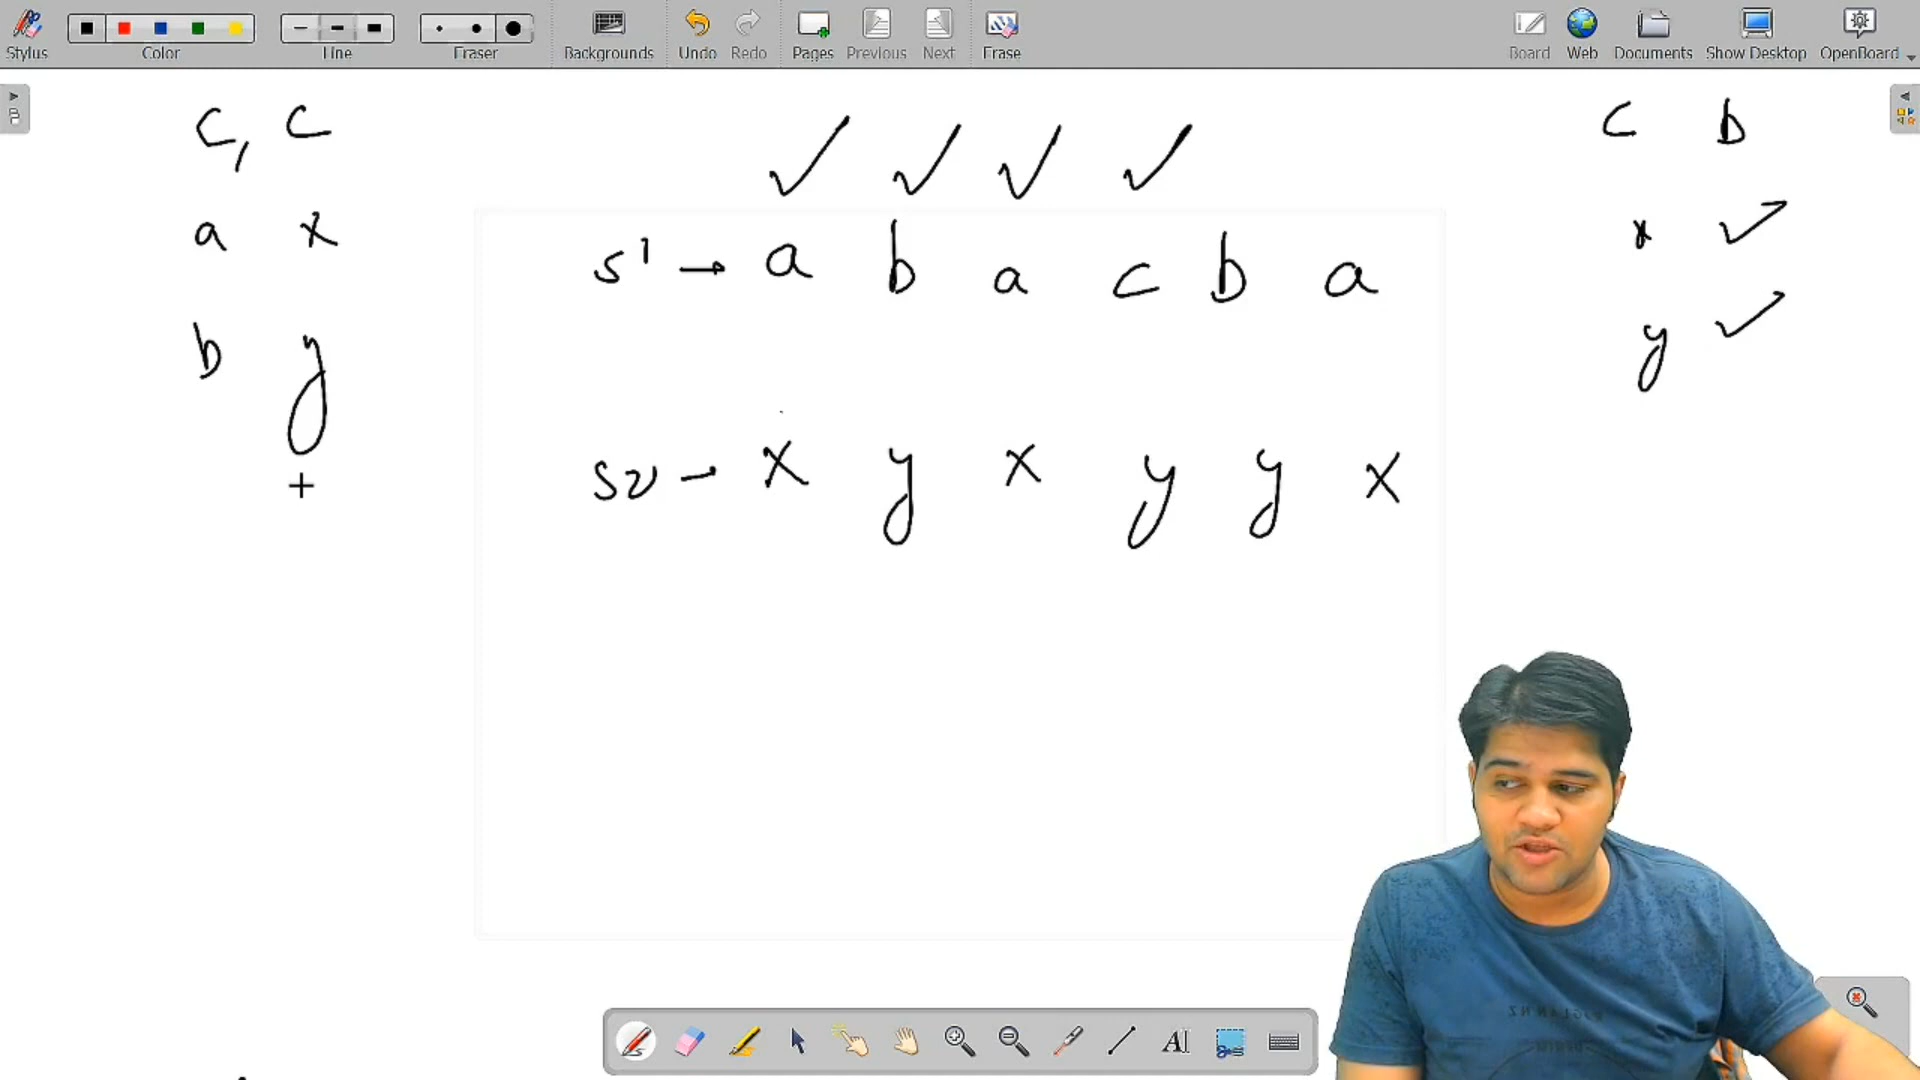 Stylus Color Line Eraser Backgrounds Undo Redo Pages Previous Next Erase Board Web Documents Show Desktop OpenBoard
c, c
a x
b y
s1 → a b a c b a
s2 - x y x y y x
c b
x ✓
y ✓